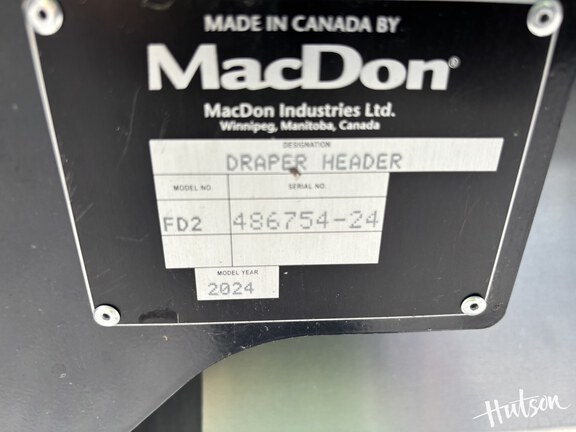 MADE IN CANADA BY
MacDon®
MacDon Industries Ltd.
Winnipeg, Manitoba, Canada
DESIGNATION
DRAPER HEADER
MODEL NO. SERIAL NO.
FD2 486754-24
MODEL YEAR
2024
Hutson